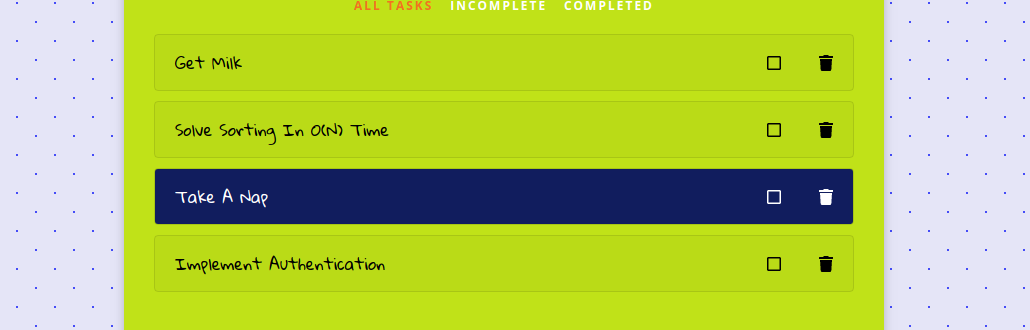 ALL TASKS INCOMPLETE COMPLETED
Get Milk
Solve Sorting In O(N) Time
Take A Nap
Implement Authentication